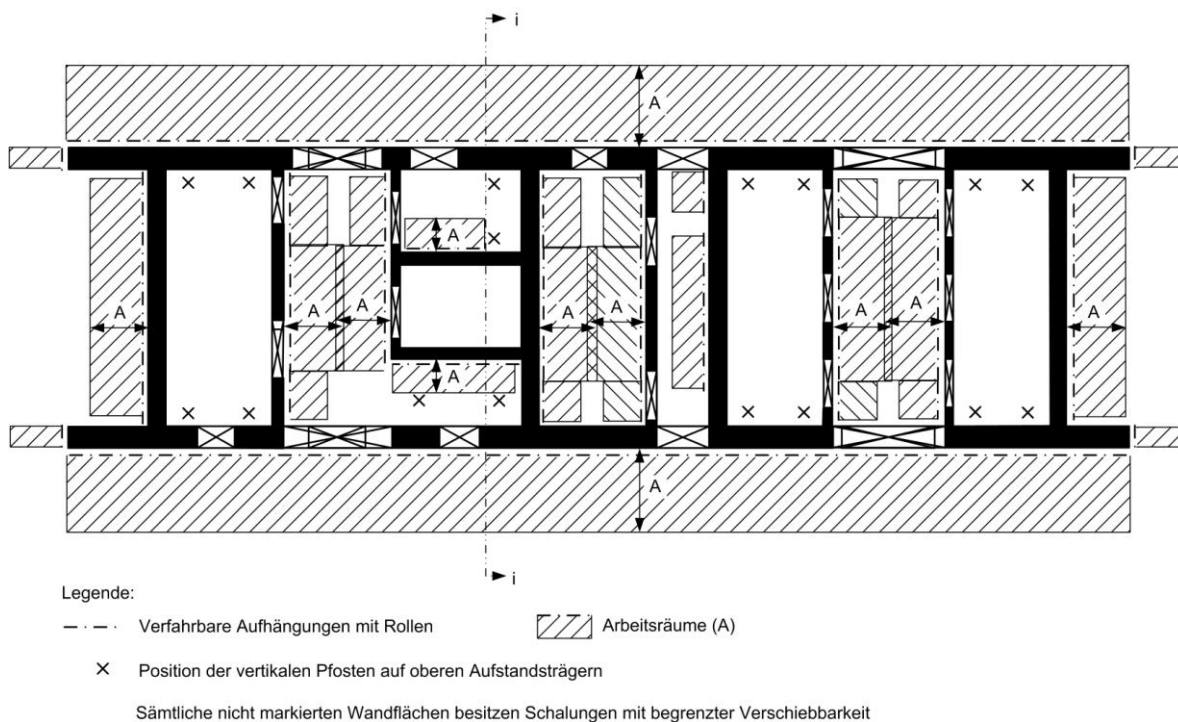 i
A
A
A
A
A
A
A
A
A
A
A
A
A
i
Legende:
Verfahrbare Aufhängungen mit Rollen
Arbeitsräume (A)
Position der vertikalen Pfosten auf oberen Aufstandsträgern
Sämtliche nicht markierten Wandflächen besitzen Schalungen mit begrenzter Verschiebbarkeit